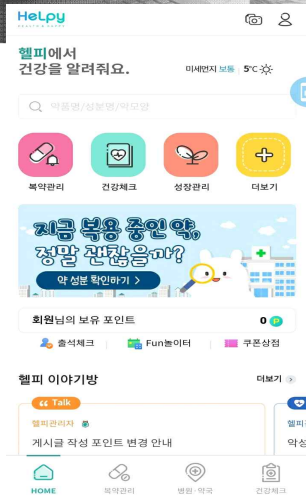 HeLpy
헬피에서
건강을 알려줘요.
미세먼지 보통 5℃
약품명/성분명/약모양
복약관리 건강체크 성장관리 더보기
지금 복용 중인 약,
정말 괜찮을까?
약 성분 확인하기 >
회원님의 보유 포인트 0 P
출석체크 Fun놀이터 쿠폰상점
헬피 이야기방 더보기 >
Talk
헬피관리자 헬피
게시글 작성 포인트 변경 안내 악성
HOME 복약관리 병원·약국 건강체크